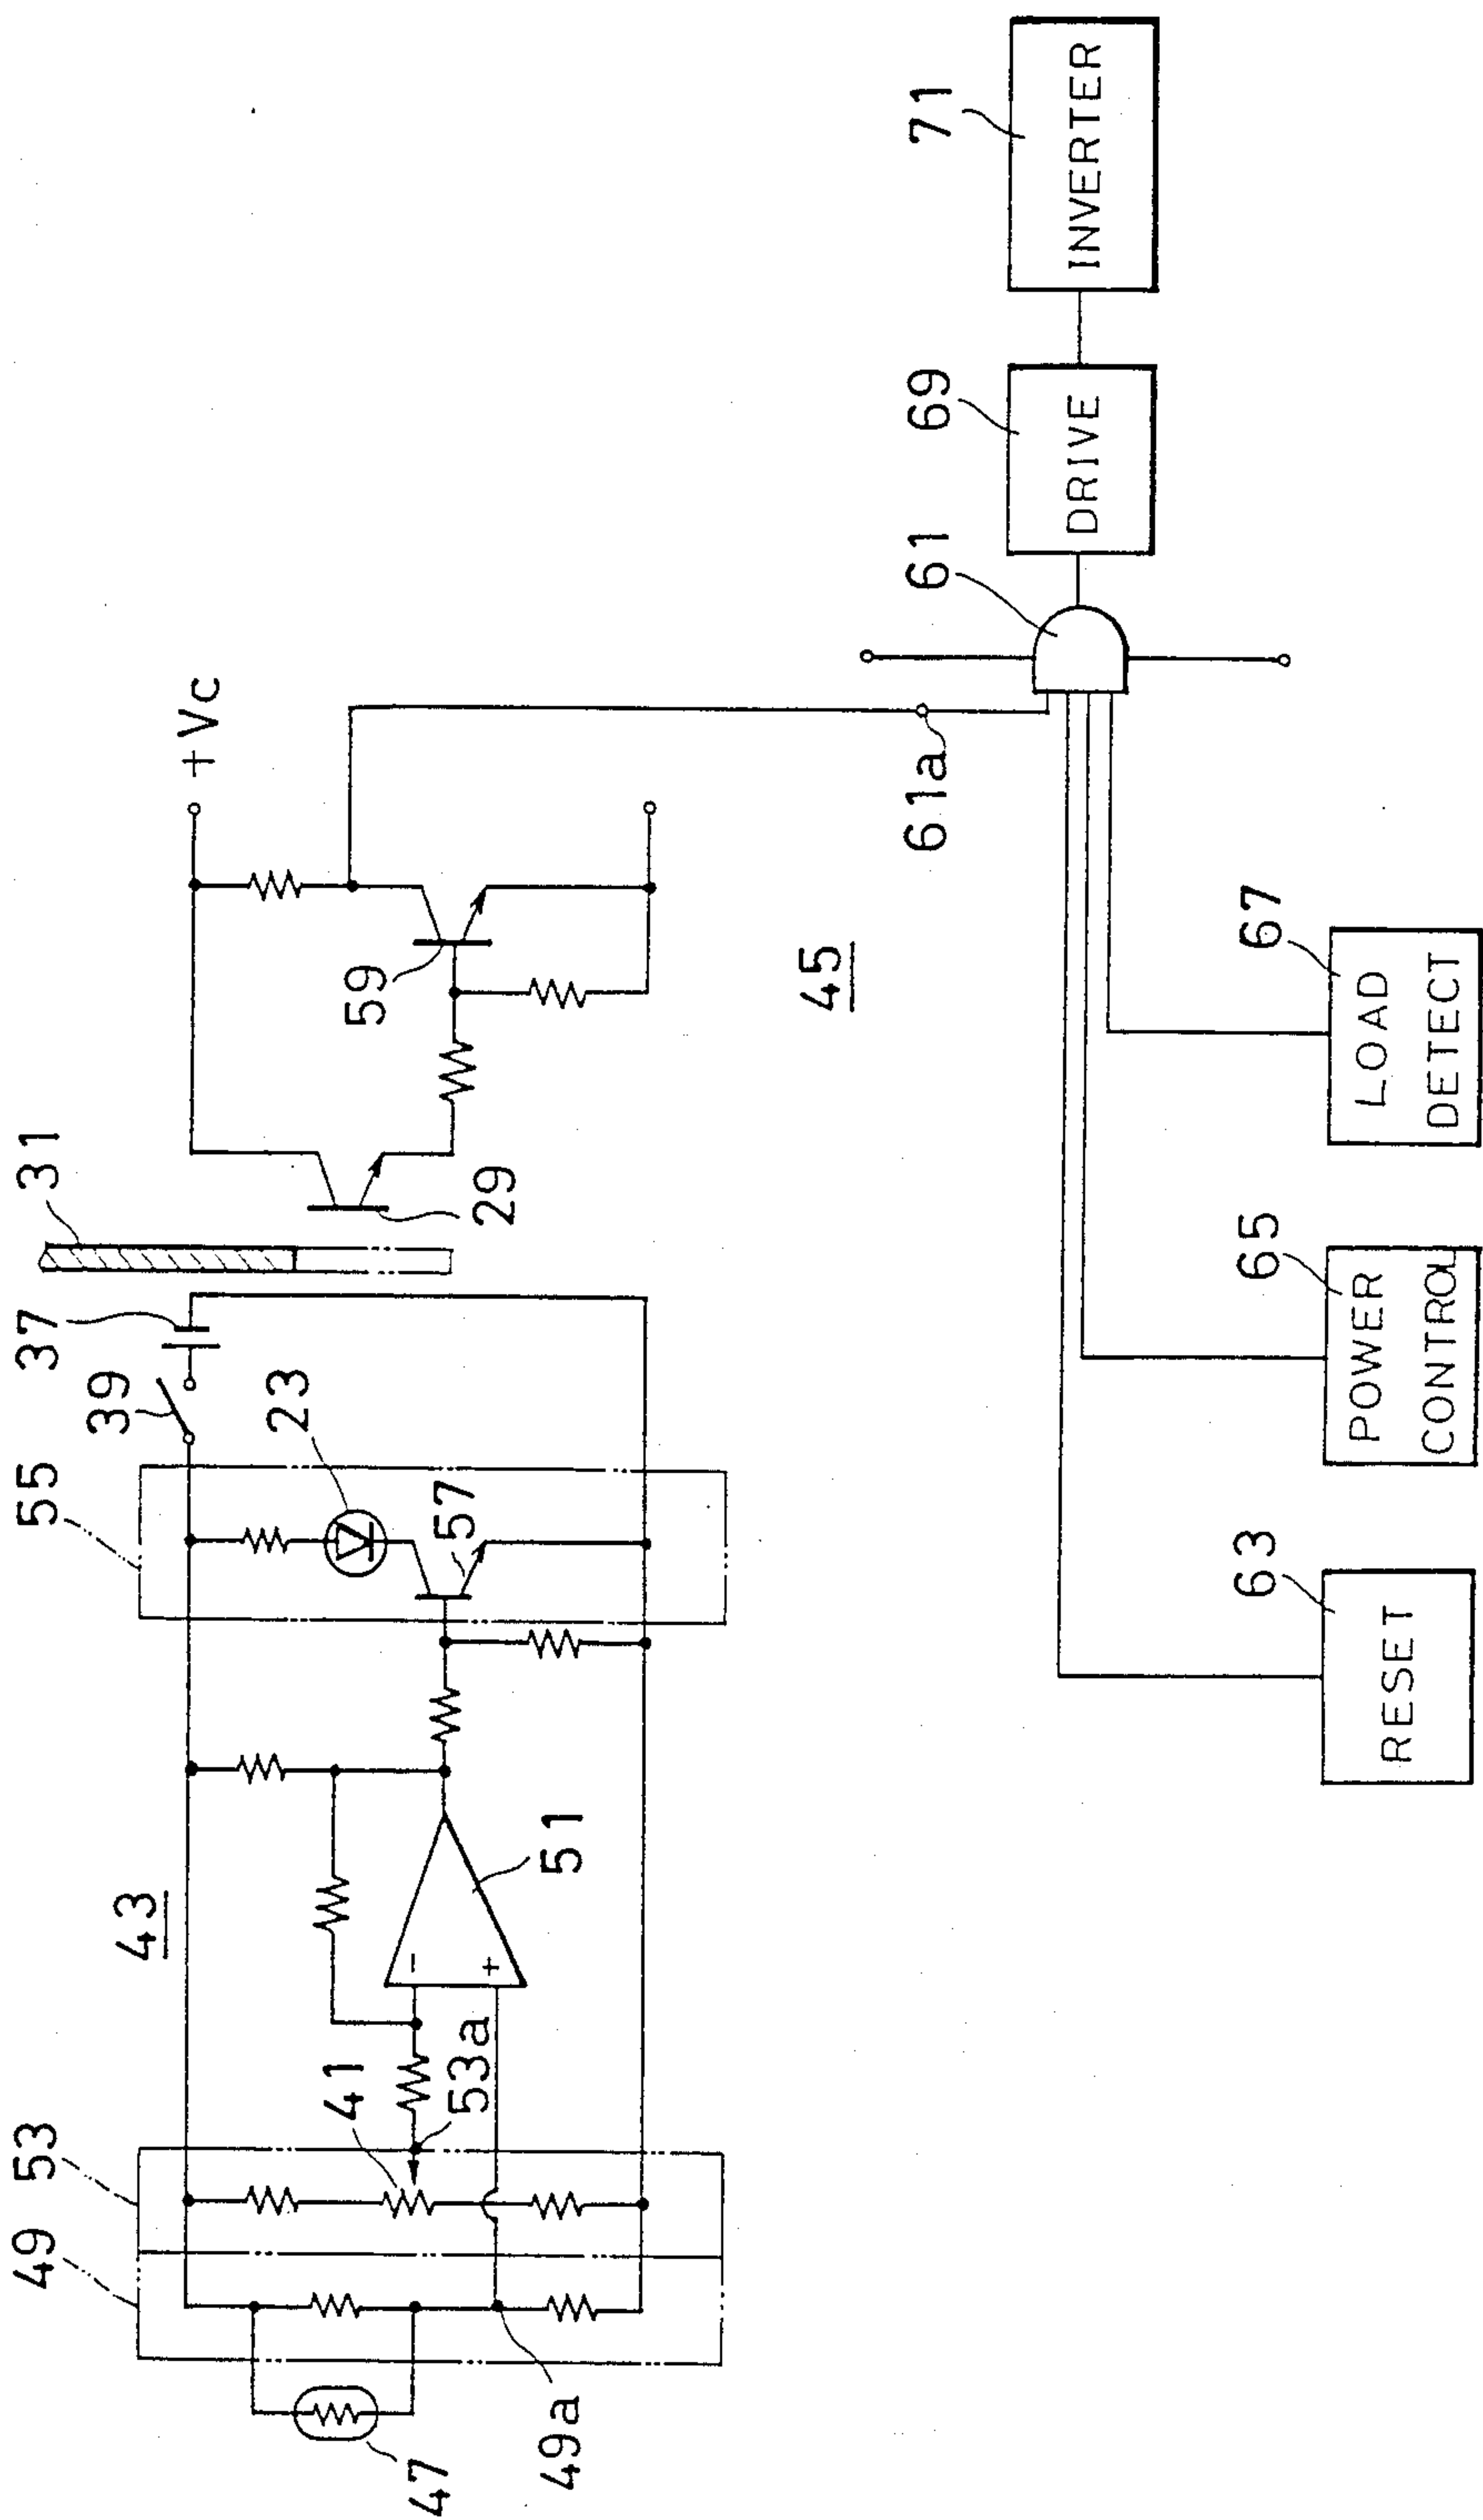 31
+Vc
37
39
55
23
57
29
59
43
53
49
41
53a
51
47
49a
45
61a
61
69
71
DRIVE
INVERTER
63
65
67
RESET
POWER
CONTROL
LOAD
DETECT
-
+